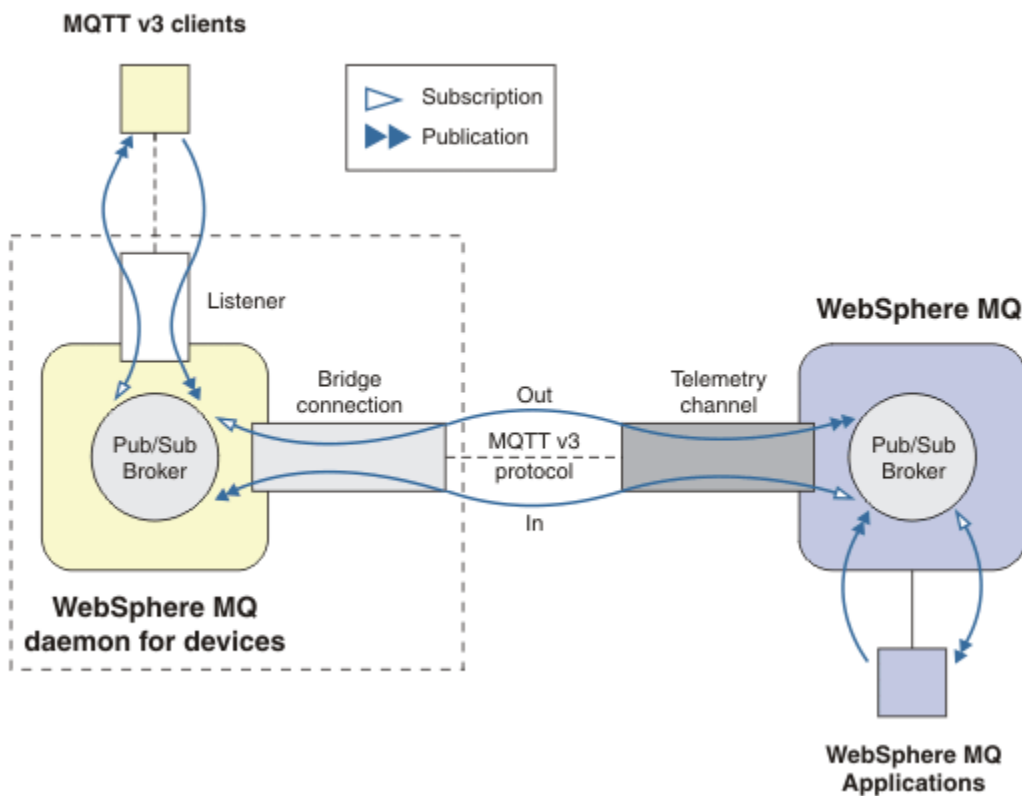 MQTT v3 clients
Subscription
Publication
Listener
WebSphere MQ
Bridge
connection
Out
Telemetry
channel
Pub/Sub
Broker
MQTT v3
protocol
Pub/Sub
Broker
In
WebSphere MQ
daemon for devices
WebSphere MQ
Applications